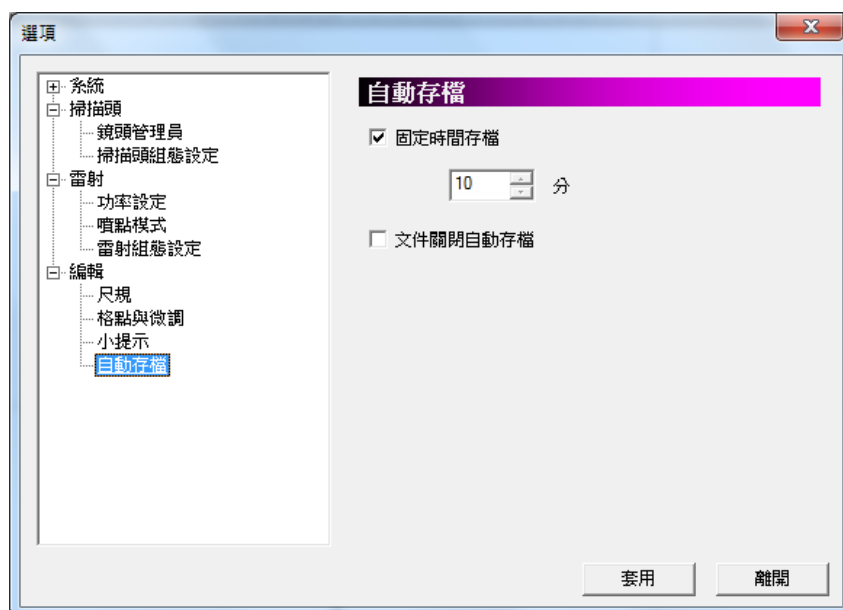 選項
系統
掃描頭
鏡頭管理員
掃描頭組態設定
雷射
功率設定
噴點模式
雷射組態設定
編輯
尺規
格點與微調
小提示
自動存檔
自動存檔
固定時間存檔
10 分
文件關閉自動存檔
套用 離開